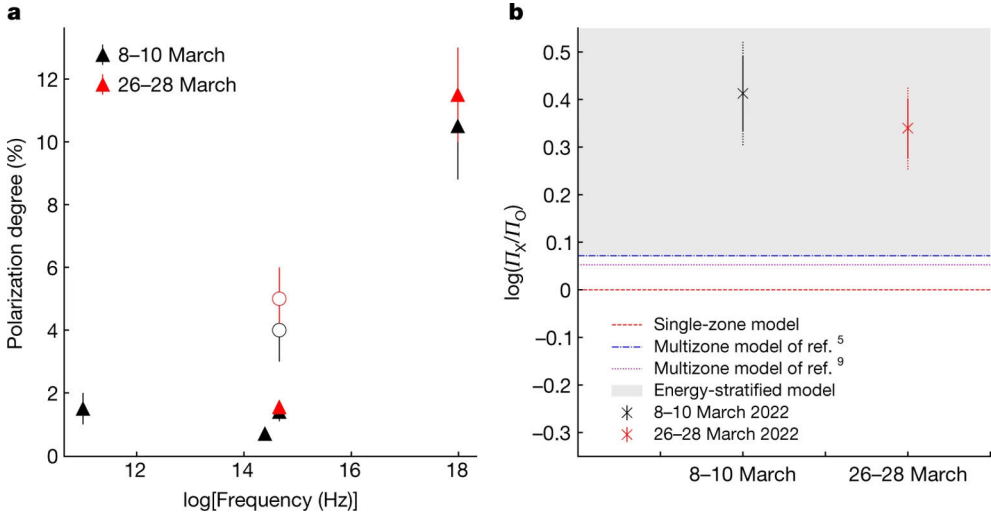 a
8–10 March
26–28 March
Polarization degree (%)
12
10
8
6
4
2
0
12
14
16
18
log[Frequency (Hz)]
b
log(Π_X/Π_O)
0.5
0.4
0.3
0.2
0.1
0
–0.1
–0.2
–0.3
Single-zone model
Multizone model of ref. 5
Multizone model of ref. 9
Energy-stratified model
8–10 March 2022
26–28 March 2022
8–10 March
26–28 March